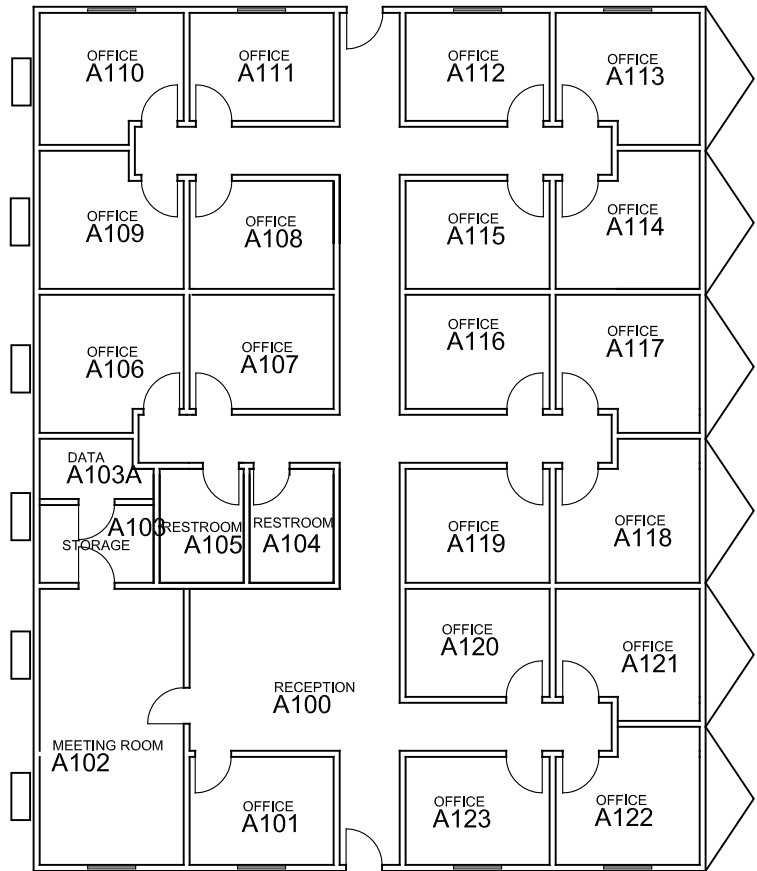 OFFICE
A110
OFFICE
A111
OFFICE
A112
OFFICE
A113
OFFICE
A109
OFFICE
A108
OFFICE
A115
OFFICE
A114
OFFICE
A106
OFFICE
A107
OFFICE
A116
OFFICE
A117
DATA
A103A
A103
STORAGE
RESTROOM
A105
RESTROOM
A104
OFFICE
A119
OFFICE
A118
OFFICE
A120
OFFICE
A121
RECEPTION
A100
MEETING ROOM
A102
OFFICE
A101
OFFICE
A123
OFFICE
A122